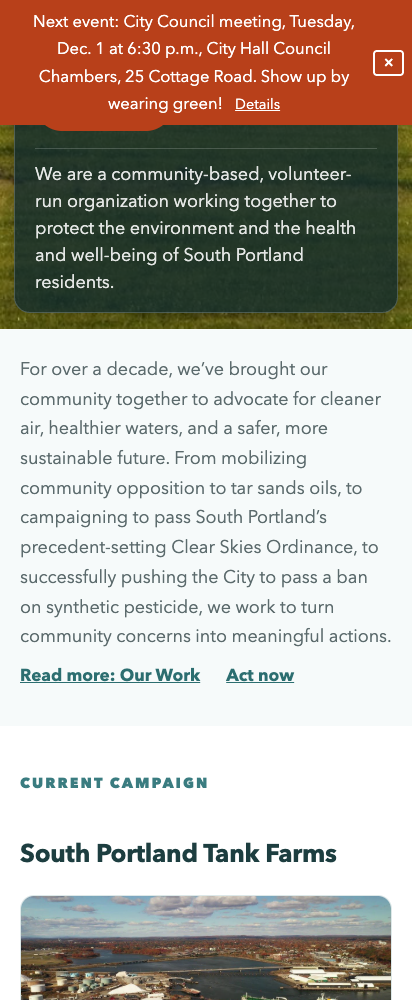 Next event: City Council meeting, Tuesday,
Dec. 1 at 6:30 p.m., City Hall Council
Chambers, 25 Cottage Road. Show up by
wearing green! Details
×
We are a community-based, volunteer-
run organization working together to
protect the environment and the health
and well-being of South Portland
residents.
For over a decade, we’ve brought our
community together to advocate for cleaner
air, healthier waters, and a safer, more
sustainable future. From mobilizing
community opposition to tar sands oils, to
campaigning to pass South Portland’s
precedent-setting Clear Skies Ordinance, to
successfully pushing the City to pass a ban
on synthetic pesticide, we work to turn
community concerns into meaningful actions.
Read more: Our Work Act now
CURRENT CAMPAIGN
South Portland Tank Farms